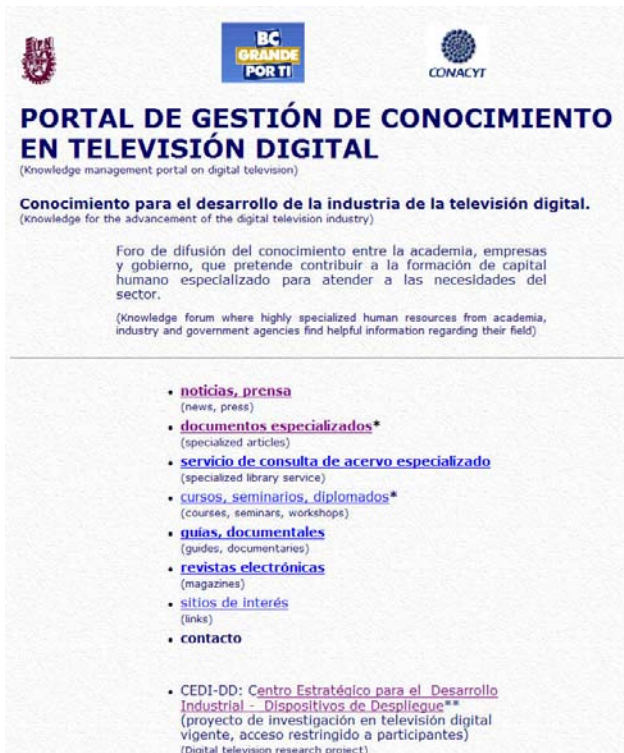 BC
GRANDE
POR TI
CONACYT
PORTAL DE GESTIÓN DE CONOCIMIENTO
EN TELEVISIÓN DIGITAL
(Knowledge management portal on digital television)
Conocimiento para el desarrollo de la industria de la televisión digital.
(Knowledge for the advancement of the digital television industry)
Foro de difusión del conocimiento entre la academia, empresas
y gobierno, que pretende contribuir a la formación de capital
humano especializado para atender a las necesidades del
sector.
(Knowledge forum where highly specialized human resources from academia,
industry and government agencies find helpful information regarding their field)
• noticias, prensa
(news, press)
• documentos especializados*
(specialized articles)
• servicio de consulta de acervo especializado
(specialized library service)
• cursos, seminarios, diplomados*
(courses, seminars, workshops)
• guías, documentales
(guides, documentaries)
• revistas electrónicas
(magazines)
• sitios de interés
(links)
• contacto
• CEDI-DD: Centro Estratégico para el Desarrollo
Industrial - Dispositivos de Despliegue**
(proyecto de investigación en televisión digital
vigente, acceso restringido a participantes)
(Digital television research project)